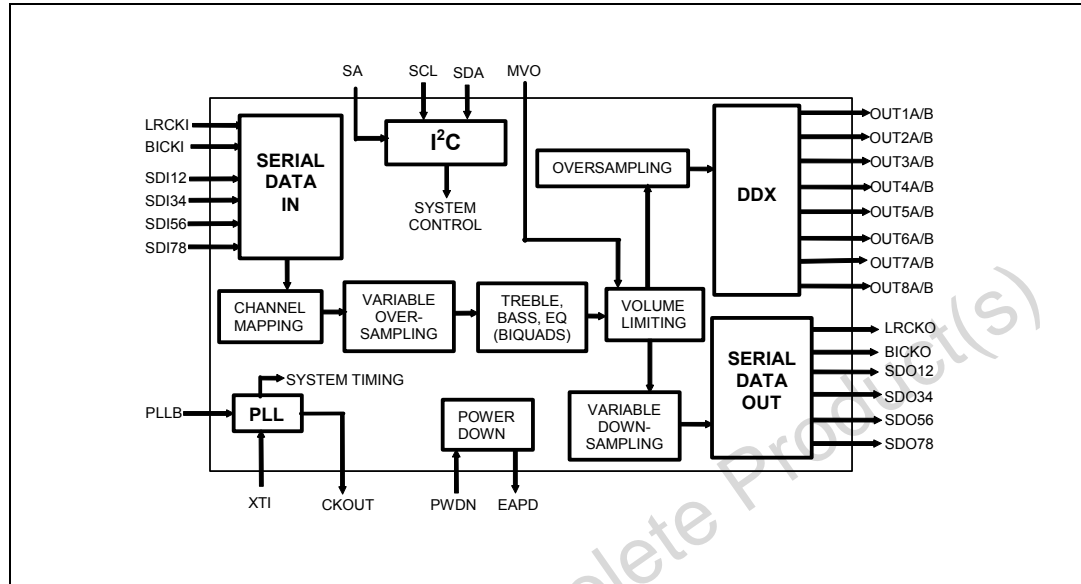 SA
SCL
SDA
MVO
LRCKI
BICKI
SDI12
SDI34
SDI56
SDI78
SERIAL
DATA
IN
I²C
SYSTEM
CONTROL
OVERSAMPLING
DDX
OUT1A/B
OUT2A/B
OUT3A/B
OUT4A/B
OUT5A/B
OUT6A/B
OUT7A/B
OUT8A/B
CHANNEL
MAPPING
VARIABLE
OVER-
SAMPLING
TREBLE,
BASS, EQ
(BIQUADS)
VOLUME
LIMITING
SERIAL
DATA
OUT
LRCKO
BICKO
SDO12
SDO34
SDO56
SDO78
SYSTEM TIMING
PLLB
PLL
POWER
DOWN
VARIABLE
DOWN-
SAMPLING
XTI
CKOUT
PWDN
EAPD
Product(s)